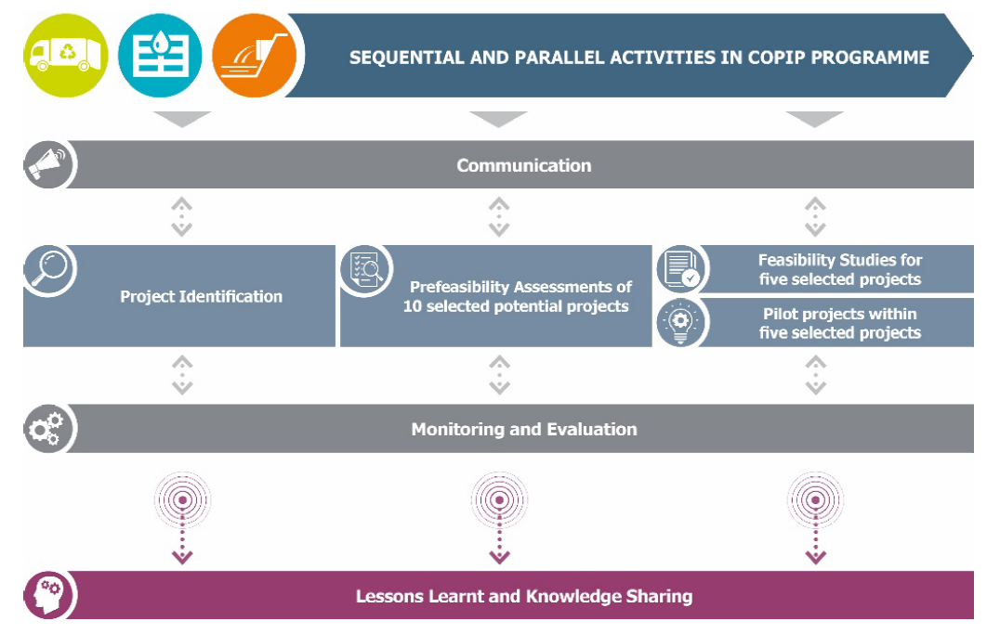 SEQUENTIAL AND PARALLEL ACTIVITIES IN COPIP PROGRAMME
Communication
Project Identification
Prefeasibility Assessments of
10 selected potential projects
Feasibility Studies for
five selected projects
Pilot projects within
five selected projects
Monitoring and Evaluation
Lessons Learnt and Knowledge Sharing